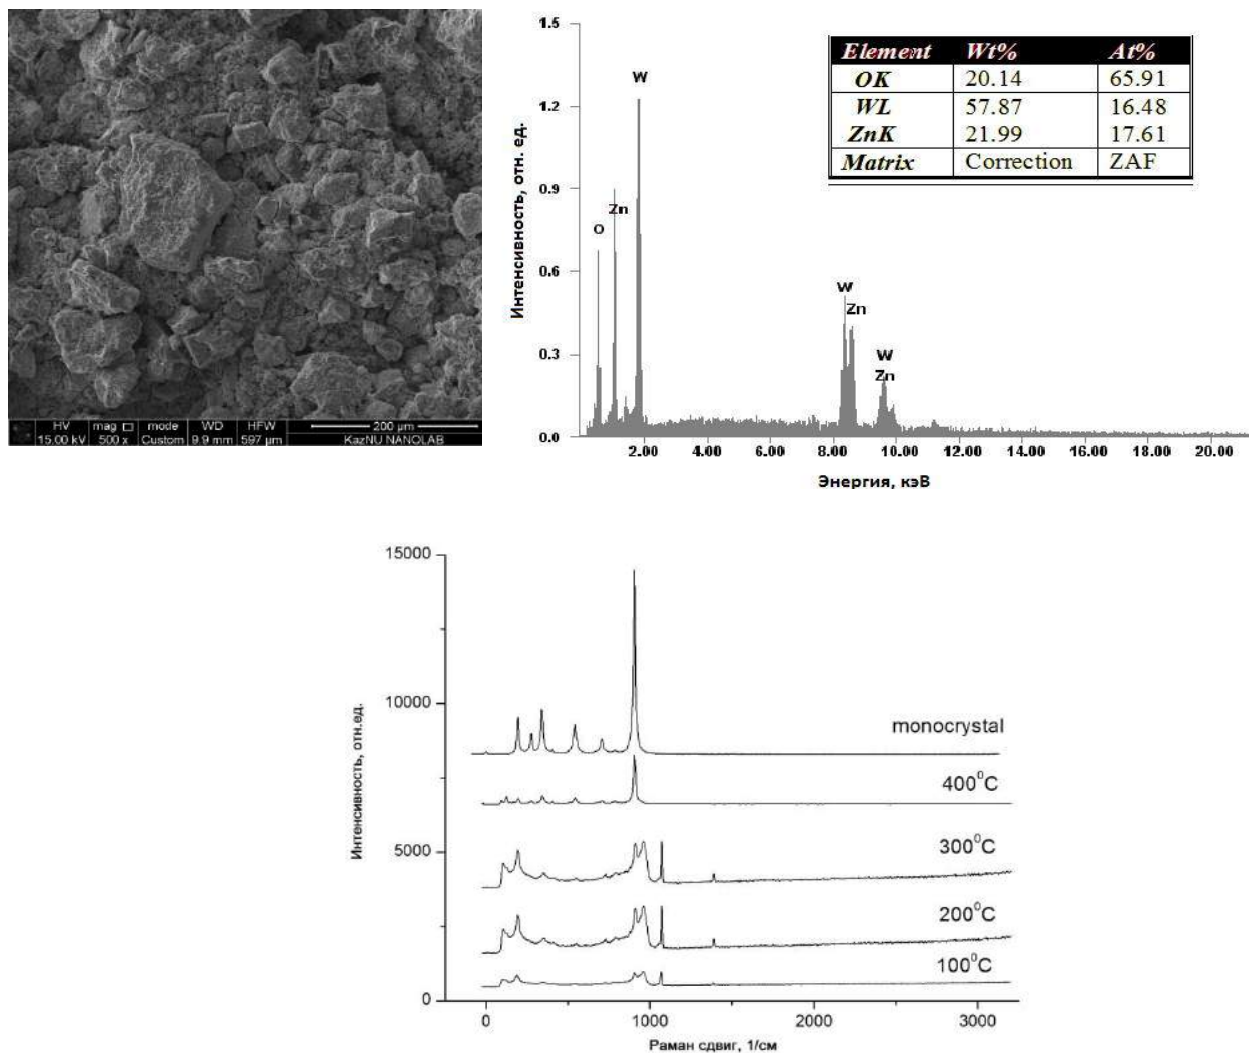 HV mag □ mode WD HFW 200 µm
15.00 kV 500 x Custom 9.9 mm 597 µm KazNU NANOLAB
Интенсивность, отн. ед.
1.5
1.2
0.9
0.6
0.3
0.0
O
Zn
W
W
Zn
W
Zn
2.00 4.00 6.00 8.00 10.00 12.00 14.00 16.00 18.00 20.00
Энергия, кэВ
Element Wt% At%
OK 20.14 65.91
WL 57.87 16.48
ZnK 21.99 17.61
Matrix Correction ZAF
Интенсивность, отн.ед.
15000
10000
5000
0
monocrystal
400⁰C
300⁰C
200⁰C
100⁰C
0 1000 2000 3000
Раман сдвиг, 1/см